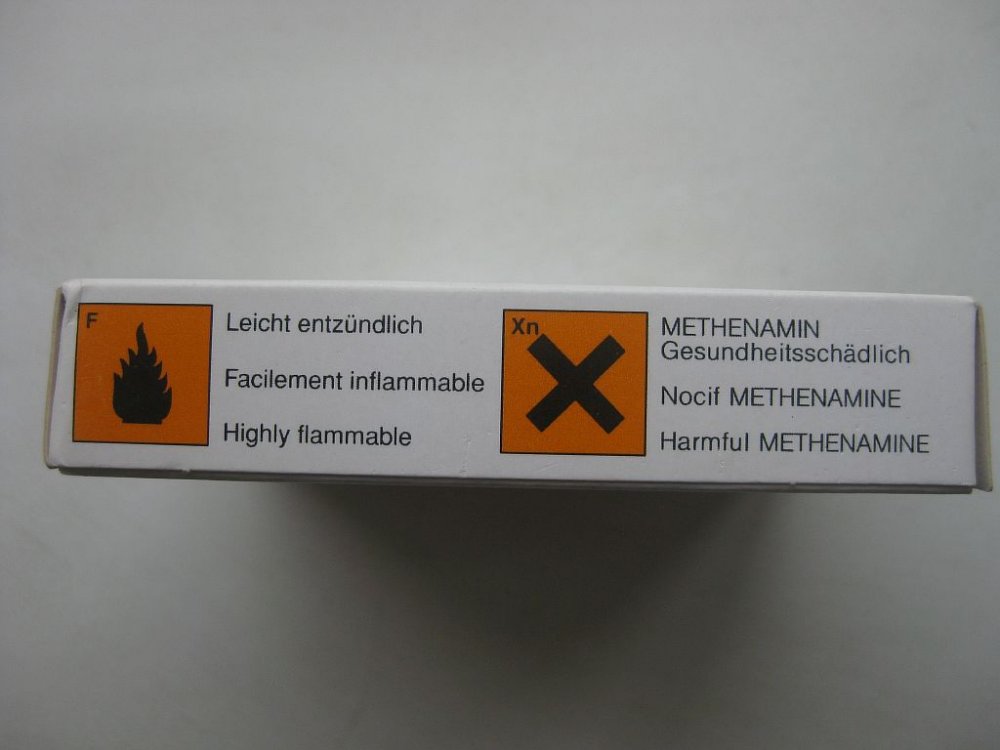 F
Leicht entzündlich
Facilement inflammable
Highly flammable
Xn
METHENAMIN
Gesundheitsschädlich
Nocif METHENAMINE
Harmful METHENAMINE